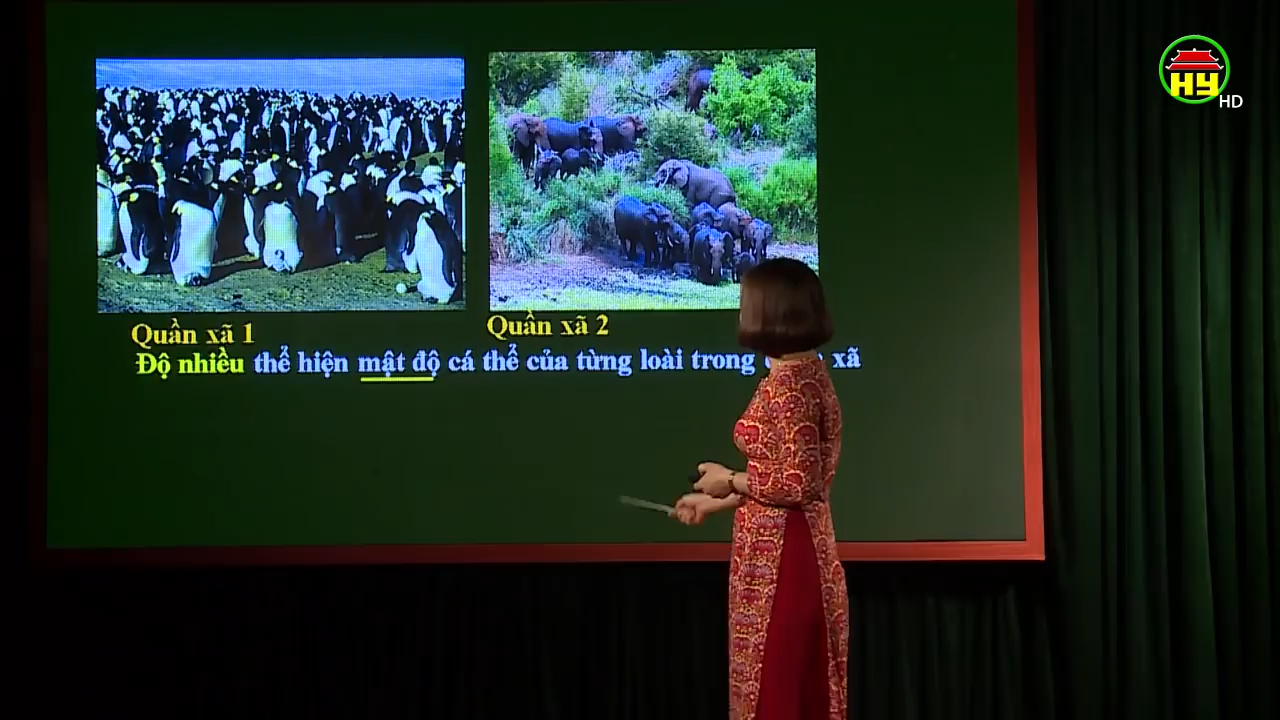 HY
HD
Quần xã 1
Quần xã 2
Độ nhiều thể hiện mật độ cá thể của từng loài trong xã